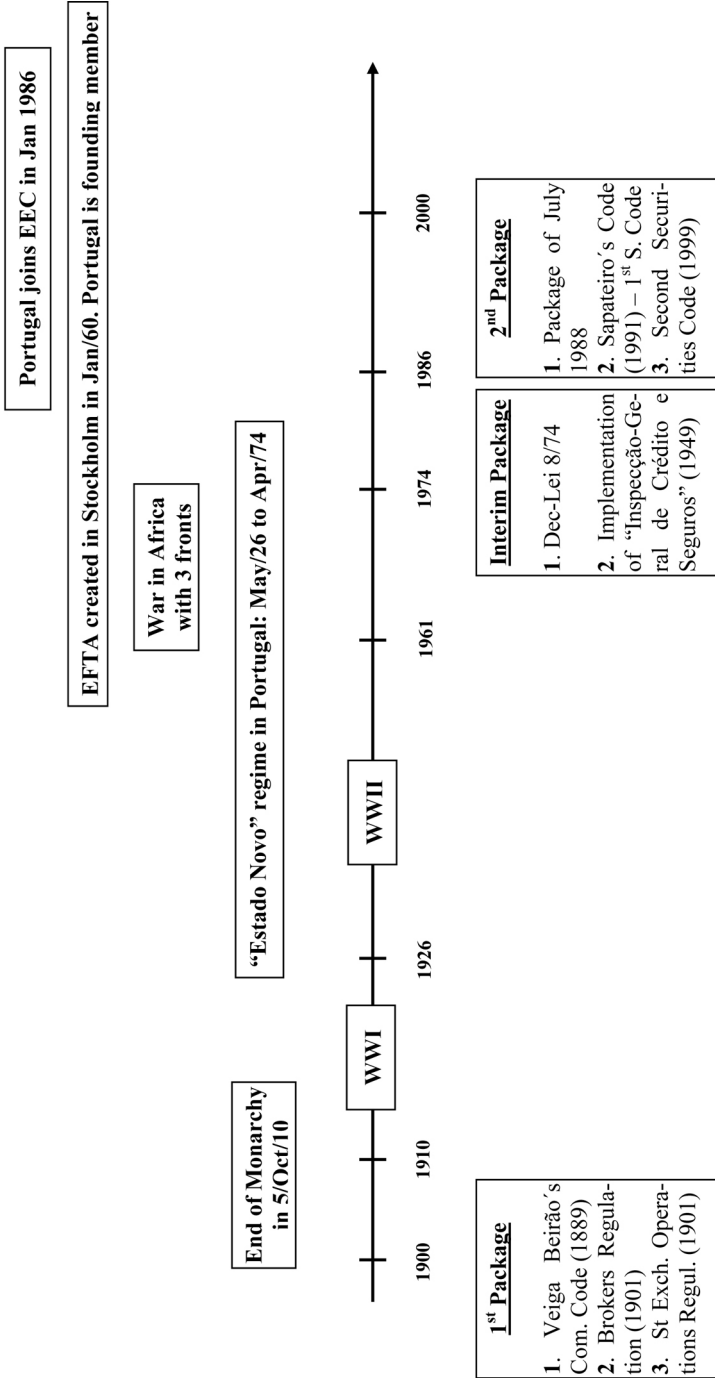 Portugal joins EEC in Jan 1986
EFTA created in Stockholm in Jan/60. Portugal is founding member
War in Africa
with 3 fronts
“Estado Novo” regime in Portugal: May/26 to Apr/74
End of Monarchy
in 5/Oct/10
WWI
WWII
1900
1910
1926
1961
1974
1986
2000
1st Package
1. Veiga Beirão´s
Com. Code (1889)
2. Brokers Regula-
tion (1901)
3. St Exch. Opera-
tions Regul. (1901)
Interim Package
1. Dec-Lei 8/74
2. Implementation
of “Inspecção-Ge-
ral de Crédito e
Seguros” (1949)
2nd Package
1. Package of July
1988
2. Sapateiro´s Code
(1991) – 1st S. Code
3. Second Securi-
ties Code (1999)